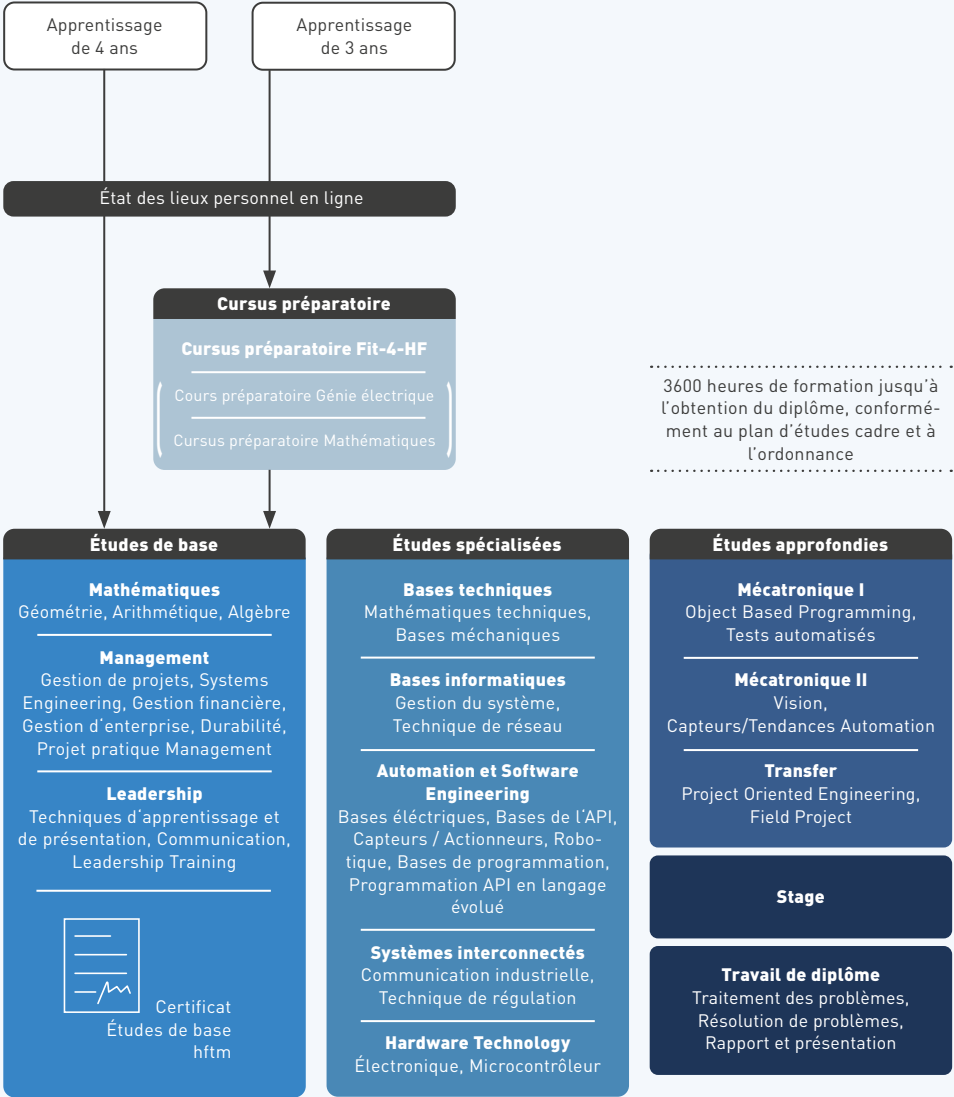 Apprentissage
de 4 ans
Apprentissage
de 3 ans
État des lieux personnel en ligne
Cursus préparatoire
Cursus préparatoire Fit-4-HF
Cours préparatoire Génie électrique
Cursus préparatoire Mathématiques
3600 heures de formation jusqu'à
l'obtention du diplôme, conformé-
ment au plan d'études cadre et à
l'ordonnance
Études de base
Mathématiques
Géométrie, Arithmétique, Algèbre
Management
Gestion de projets, Systems
Engineering, Gestion financière,
Gestion d'enterprise, Durabilité,
Projet pratique Management
Leadership
Techniques d'apprentissage et
de présentation, Communication,
Leadership Training
Certificat
Études de base
hftm
Études spécialisées
Bases techniques
Mathématiques techniques,
Bases méchaniques
Bases informatiques
Gestion du système,
Technique de réseau
Automation et Software
Engineering
Bases éléctriques, Bases de l'API,
Capteurs / Actionneurs, Robo-
tique, Bases de programmation,
Programmation API en langage
évolué
Systèmes interconnectés
Communication industrielle,
Technique de régulation
Hardware Technology
Électronique, Microcontrôleur
Études approfondies
Mécatronique I
Object Based Programming,
Tests automatisés
Mécatronique II
Vision,
Capteurs/Tendances Automation
Transfer
Project Oriented Engineering,
Field Project
Stage
Travail de diplôme
Traitement des problèmes,
Résolution de problèmes,
Rapport et présentation